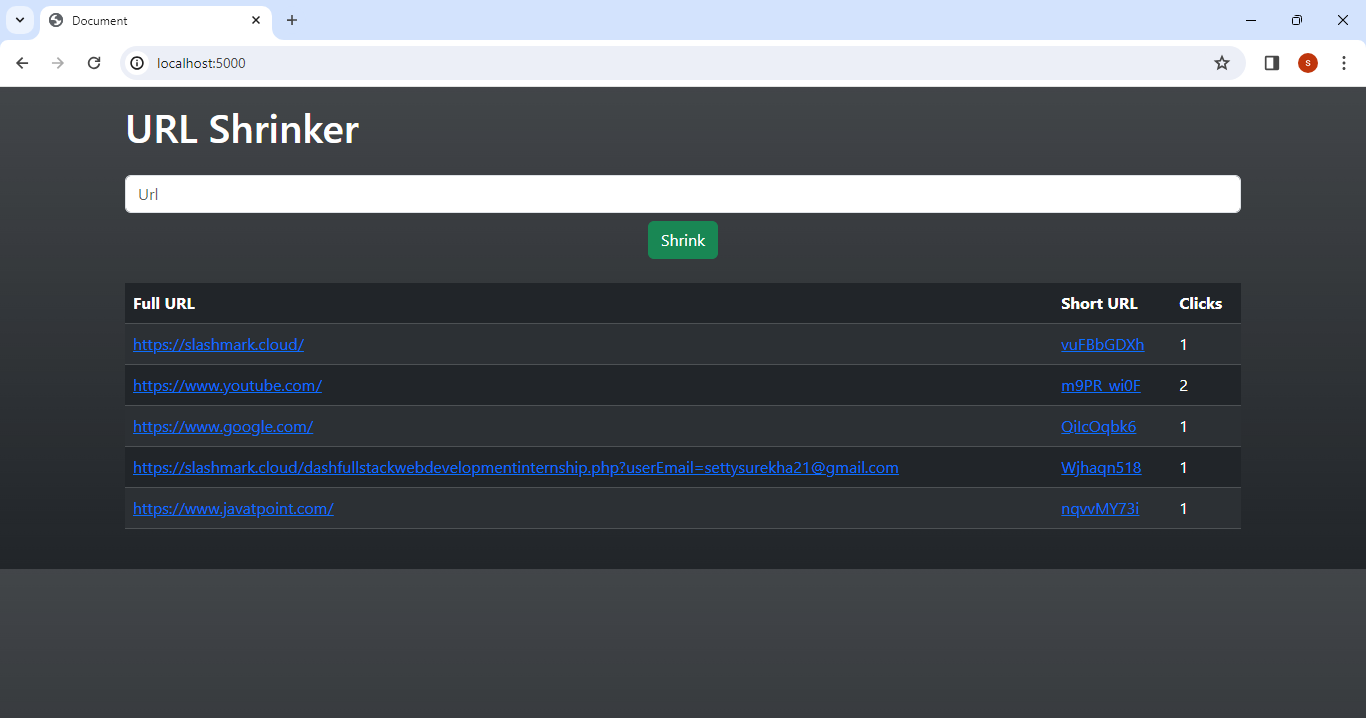 Document
localhost:5000
s
URL Shrinker
Url
Shrink
Full URL Short URL Clicks
https://slashmark.cloud/ vuFBbGDXh 1
https://www.youtube.com/ m9PR_wi0F 2
https://www.google.com/ QiIcOqbk6 1
https://slashmark.cloud/dashfullstackwebdevelopmentinternship.php?userEmail=settysurekha21@gmail.com Wjhaqn518 1
https://www.javatpoint.com/ nqvvMY73i 1